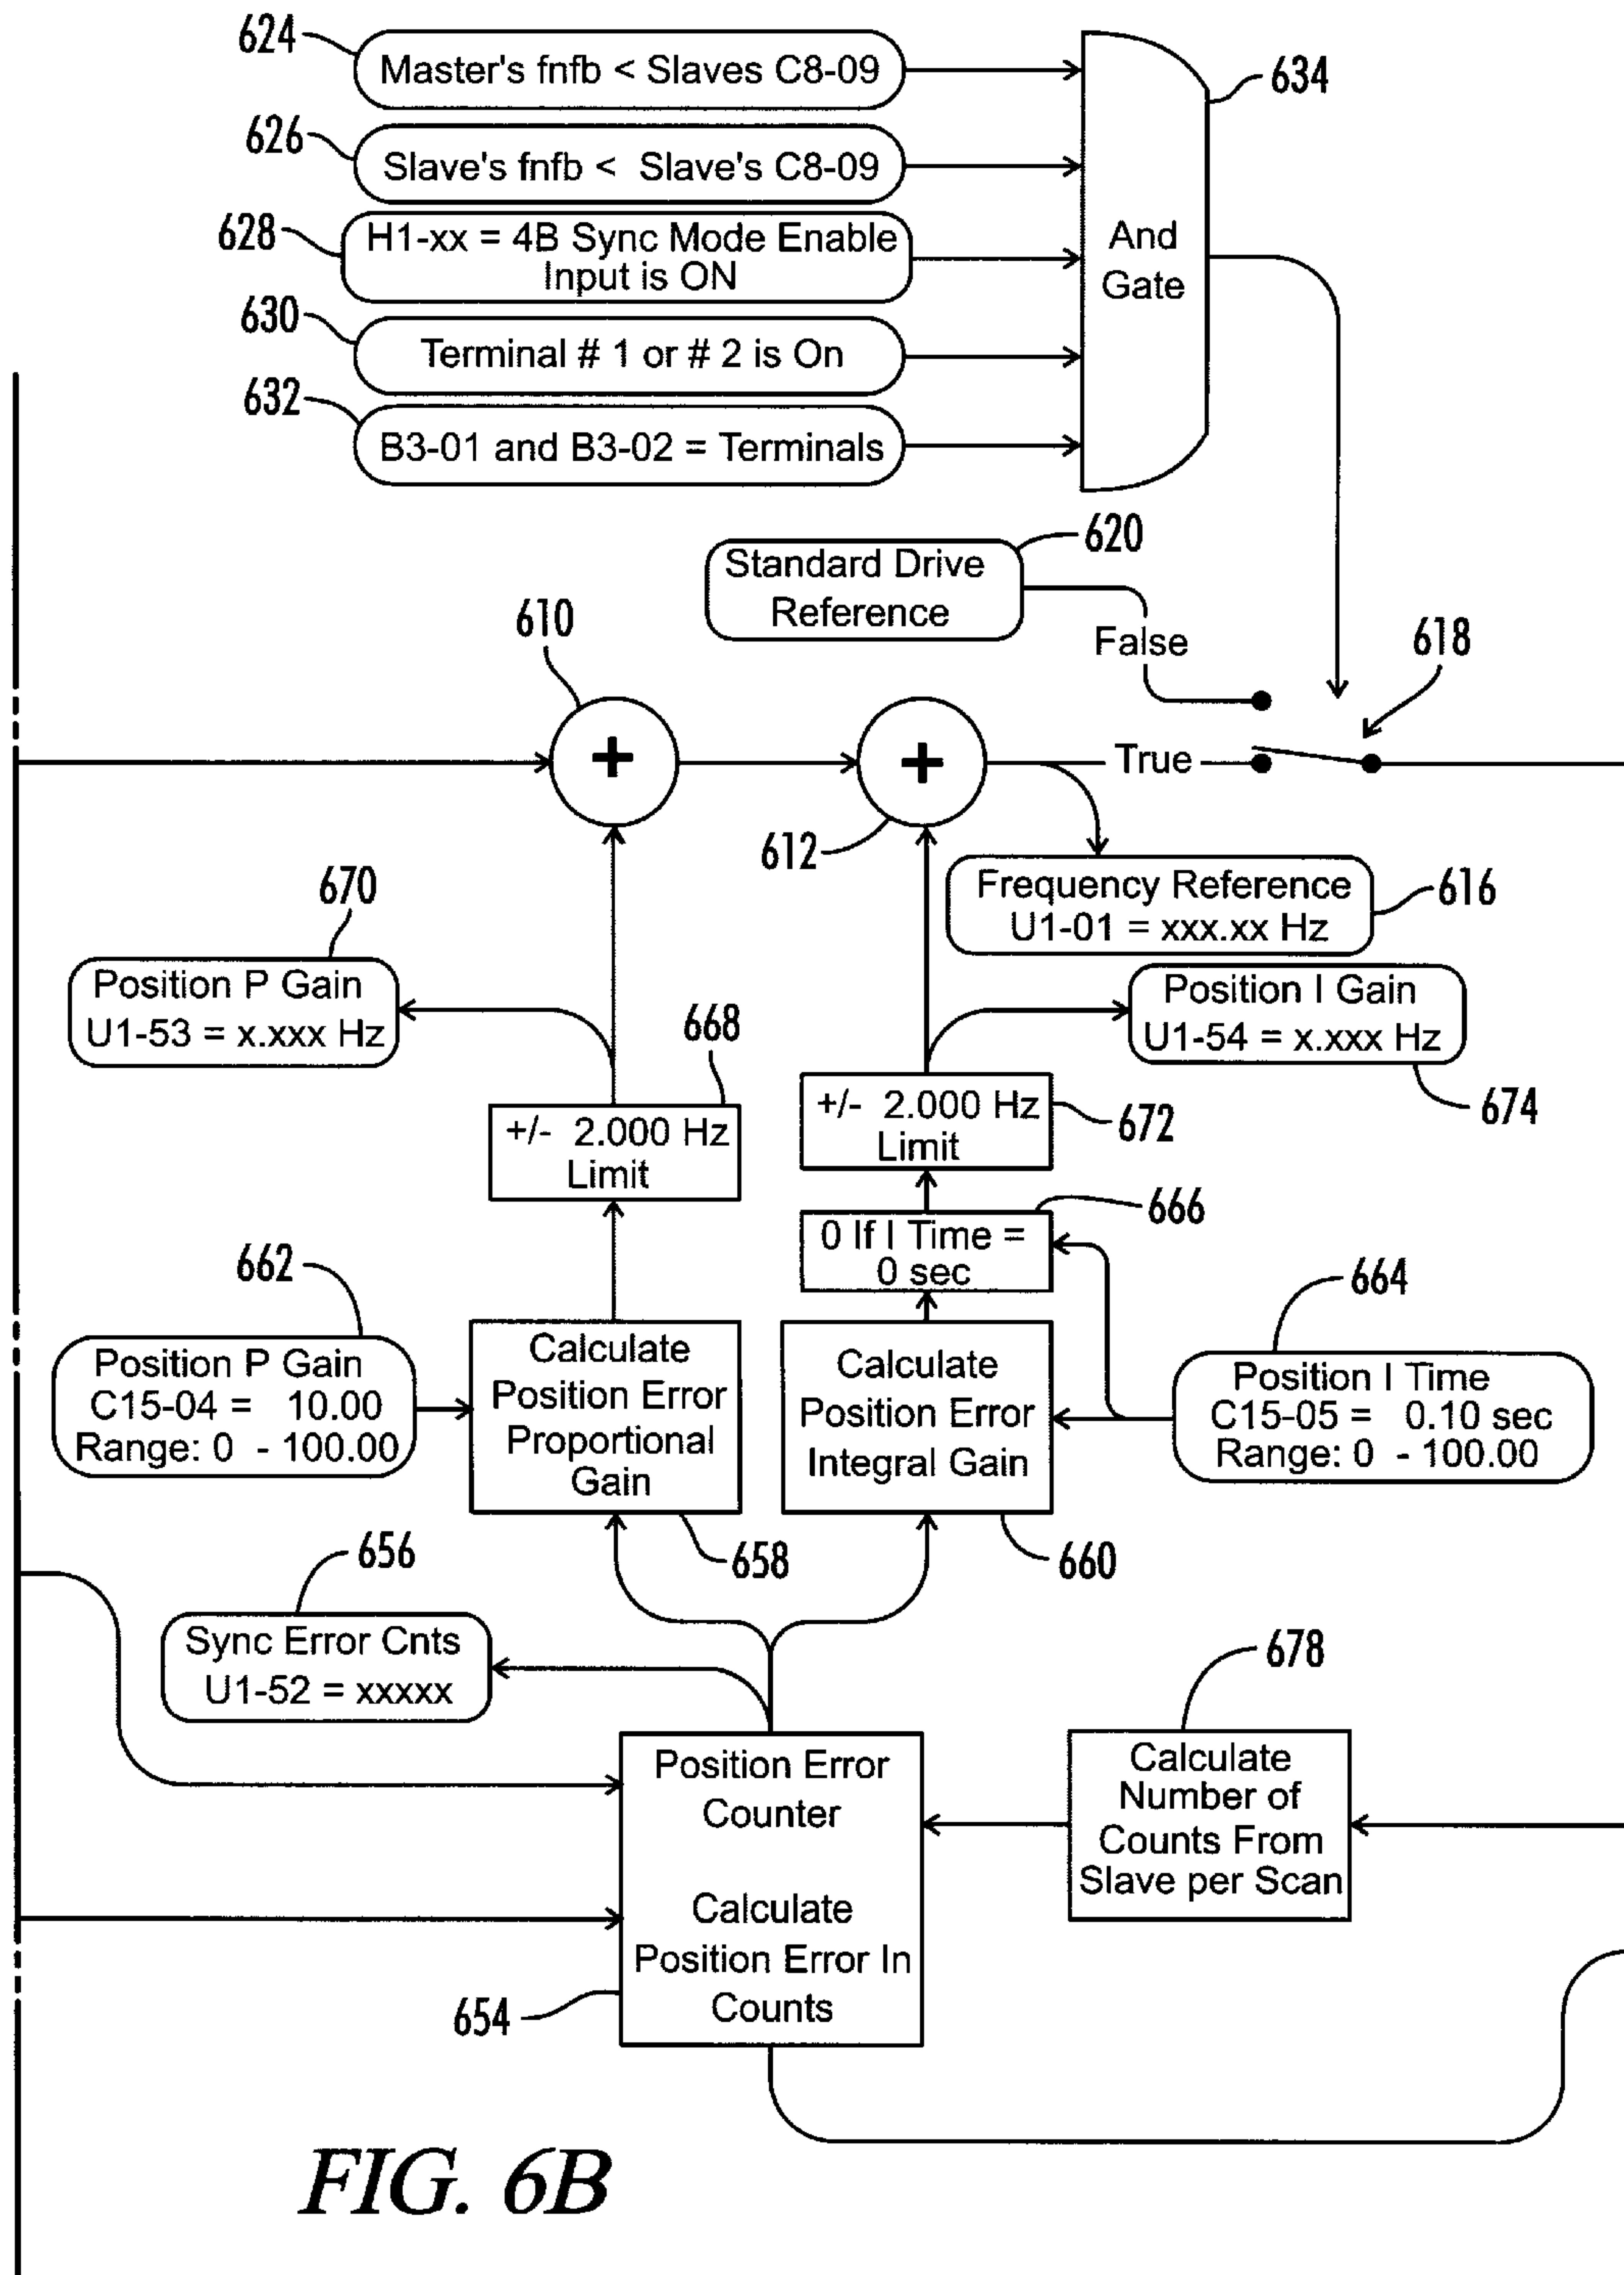 624
Master's fnfb < Slaves C8-09
634
626
Slave's fnfb < Slave's C8-09
628
H1-xx = 4B Sync Mode Enable
Input is ON
And
Gate
630
Terminal # 1 or # 2 is On
632
B3-01 and B3-02 = Terminals
620
Standard Drive
Reference
610
False
618
+
+
True
612
Frequency Reference
U1-01 = xxx.xx Hz
616
670
Position P Gain
U1-53 = x.xxx Hz
668
Position I Gain
U1-54 = x.xxx Hz
674
+/- 2.000 Hz
Limit
+/- 2.000 Hz
Limit
672
666
0 If I Time =
0 sec
662
664
Position P Gain
C15-04 = 10.00
Range: 0 - 100.00
Calculate
Position Error
Proportional
Gain
Calculate
Position Error
Integral Gain
Position I Time
C15-05 = 0.10 sec
Range: 0 - 100.00
656
658
660
Sync Error Cnts
U1-52 = xxxxx
678
Position Error
Counter
Calculate
Position Error In
Counts
Calculate
Number of
Counts From
Slave per Scan
654
FIG. 6B